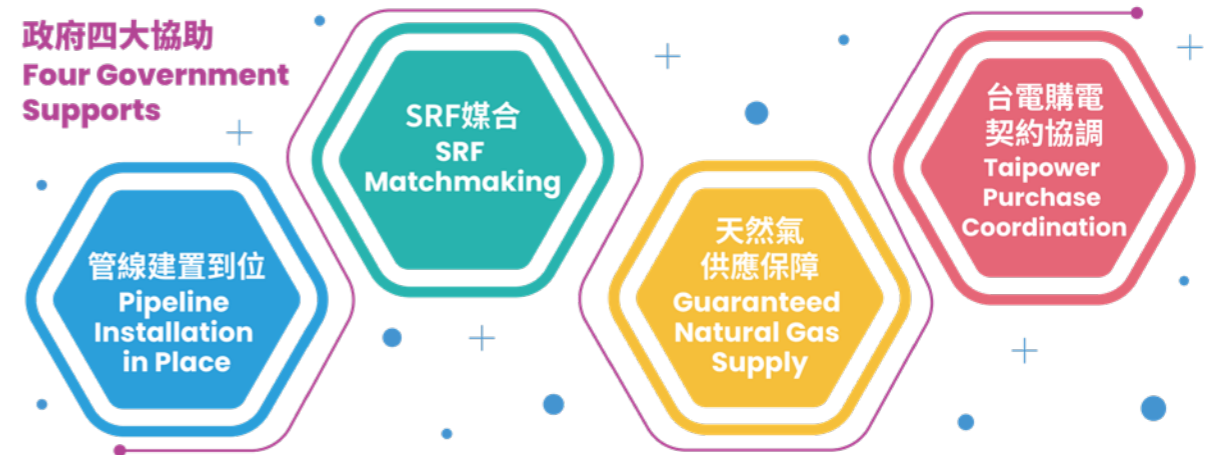 政府四大協助
Four Government
Supports
管線建置到位
Pipeline
Installation
in Place
SRF媒合
SRF
Matchmaking
天然氣
供應保障
Guaranteed
Natural Gas
Supply
台電購電
契約協調
Taipower
Purchase
Coordination